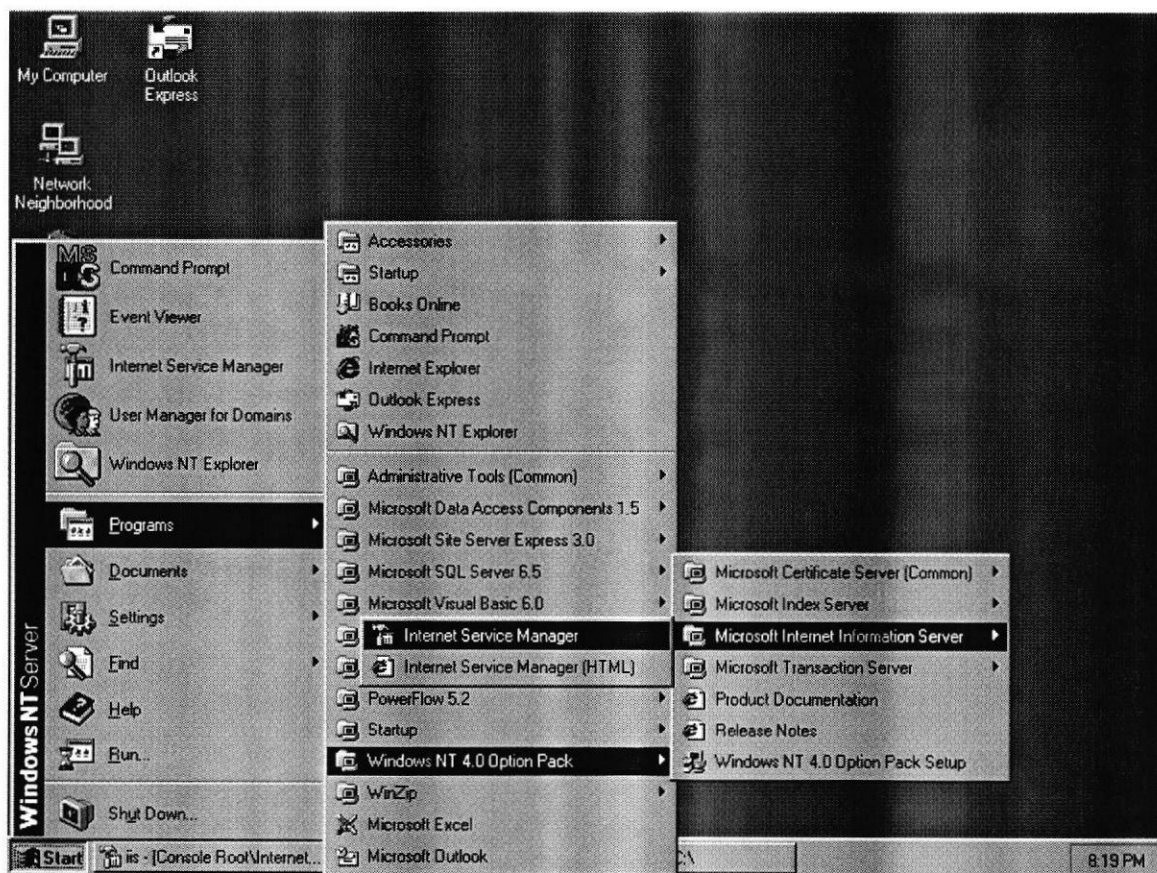 My Computer
Outlook
Express
Network
Neighborhood
Command Prompt
Event Viewer
Internet Service Manager
User Manager for Domains
Windows NT Explorer
Programs
Documents
Settings
Find
Help
Run...
Shut Down...
Windows NT Server
Accessories
Startup
Books Online
Command Prompt
Internet Explorer
Outlook Express
Windows NT Explorer
Administrative Tools (Common)
Microsoft Data Access Components 1.5
Microsoft Site Server Express 3.0
Microsoft SQL Server 6.5
Microsoft Visual Basic 6.0
Internet Service Manager
Internet Service Manager (HTML)
PowerFlow 5.2
Startup
Windows NT 4.0 Option Pack
WinZip
Microsoft Excel
Microsoft Outlook
Microsoft Certificate Server (Common)
Microsoft Index Server
Microsoft Internet Information Server
Microsoft Transaction Server
Product Documentation
Release Notes
Windows NT 4.0 Option Pack Setup
Start
iis - [Console Root\Internet...
:\
8:19 PM